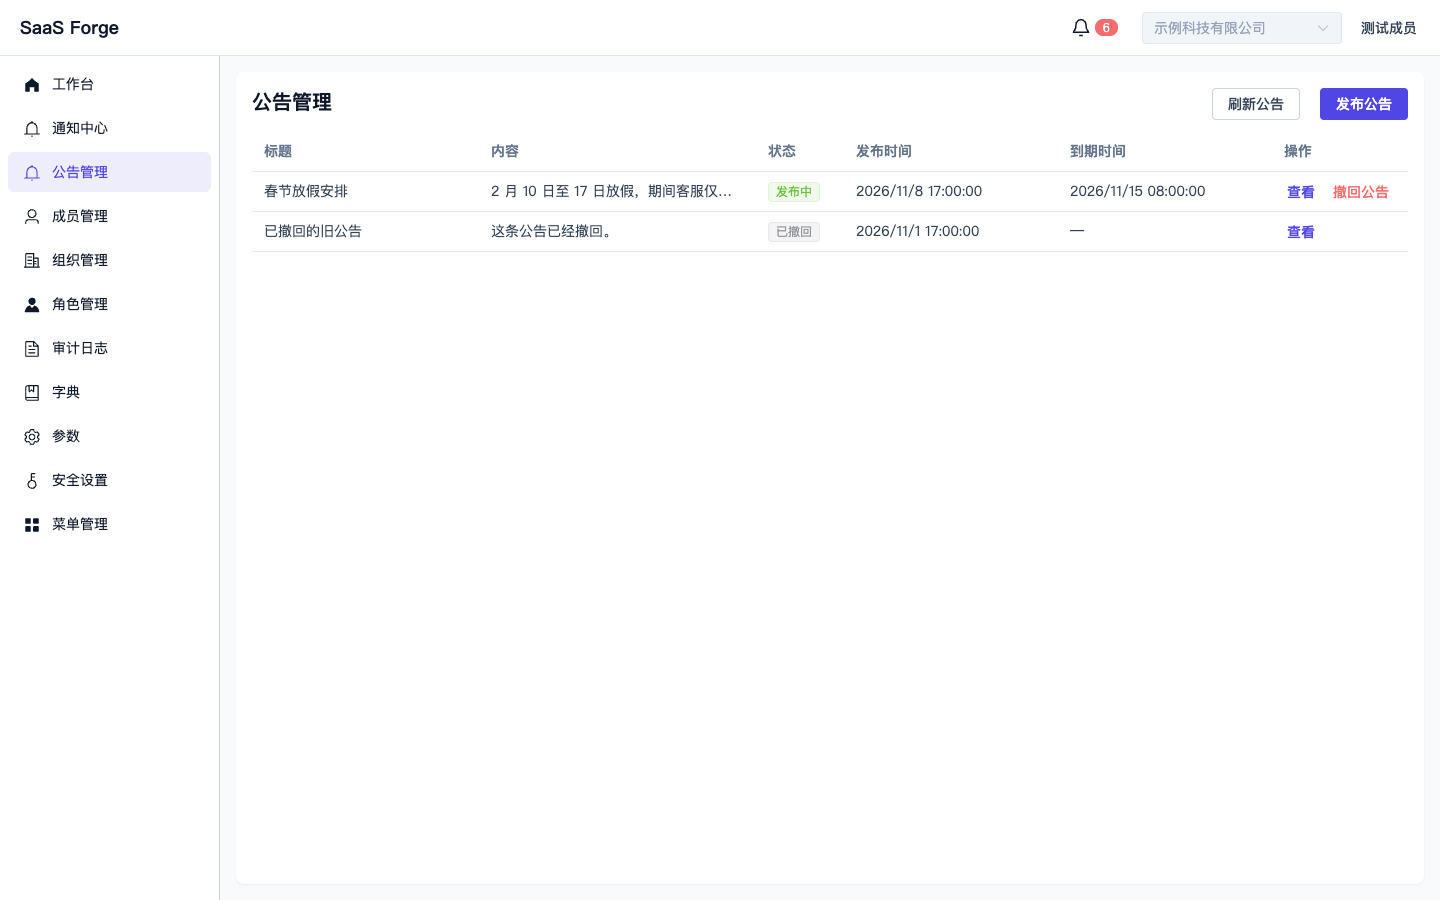 SaaS Forge
6
示例科技有限公司
测试成员
工作台
通知中心
公告管理
成员管理
组织管理
角色管理
审计日志
字典
参数
安全设置
菜单管理
公告管理
刷新公告
发布公告
标题 内容 状态 发布时间 到期时间 操作
春节放假安排 2 月 10 日至 17 日放假，期间客服仅... 发布中 2026/11/8 17:00:00 2026/11/15 08:00:00 查看 撤回公告
已撤回的旧公告 这条公告已经撤回。 已撤回 2026/11/1 17:00:00 — 查看